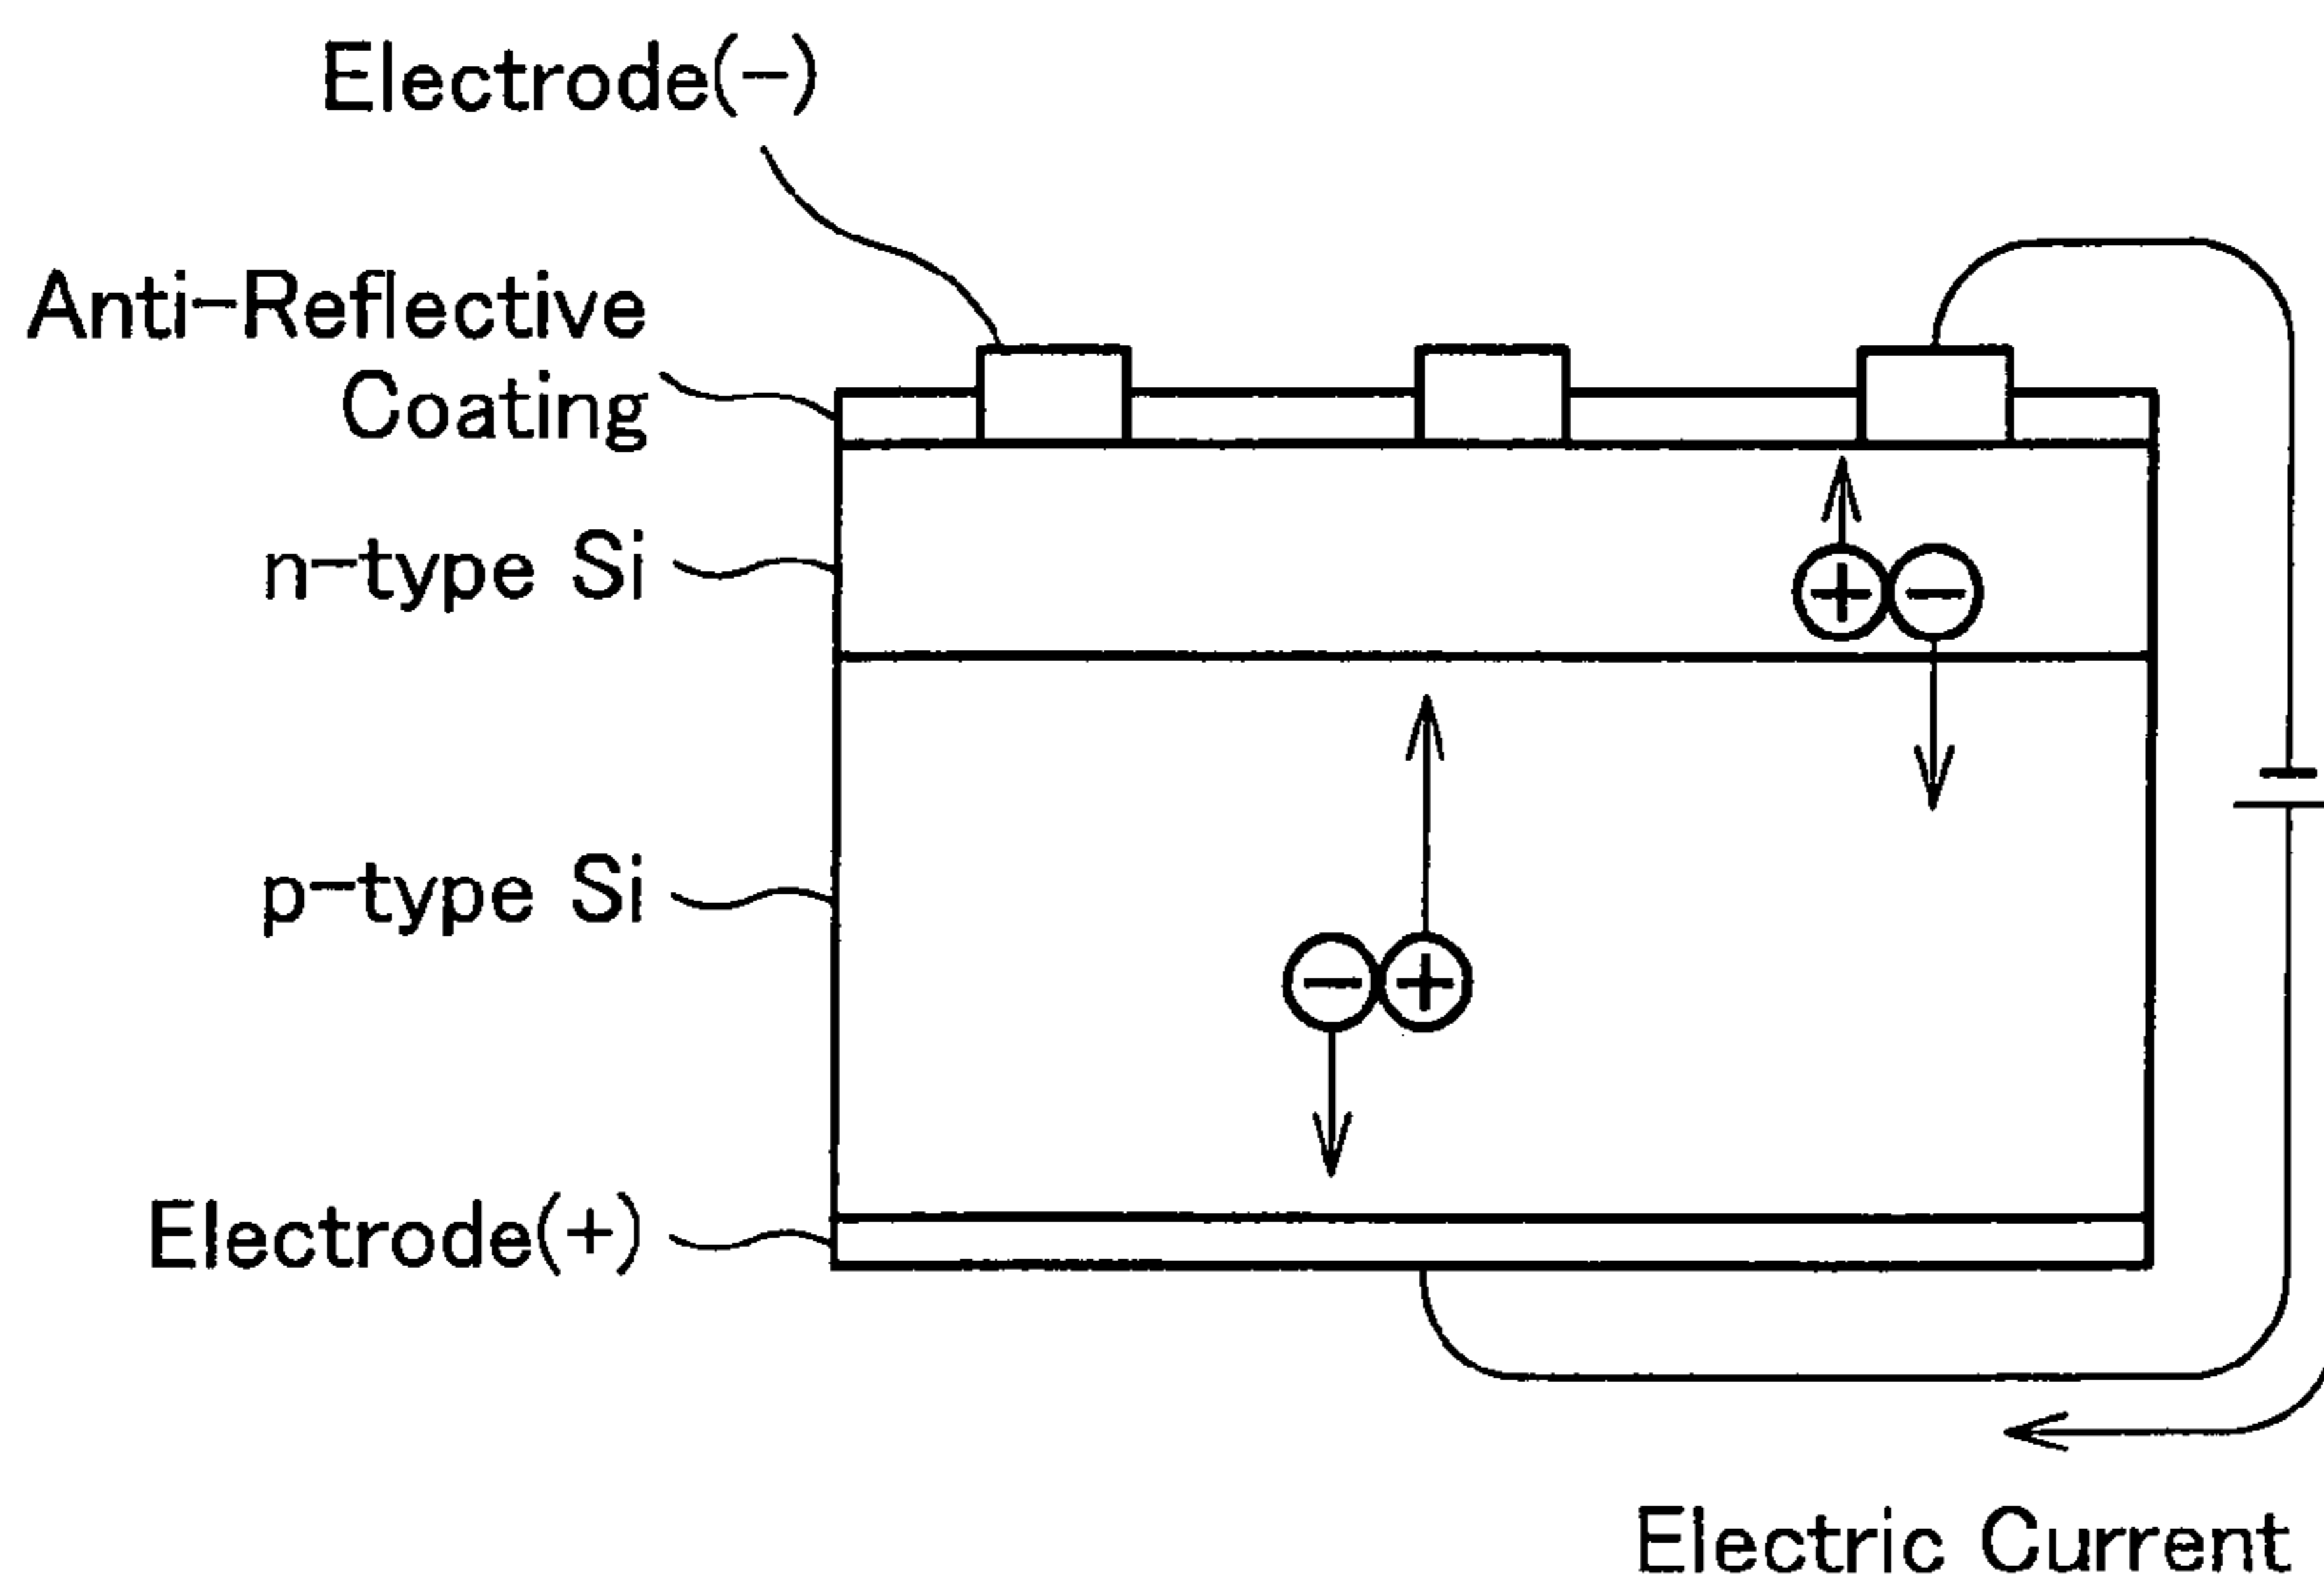 Electrode(−)
Anti-Reflective
Coating
n-type Si
+ −
p-type Si
− +
Electrode(+)
Electric Current